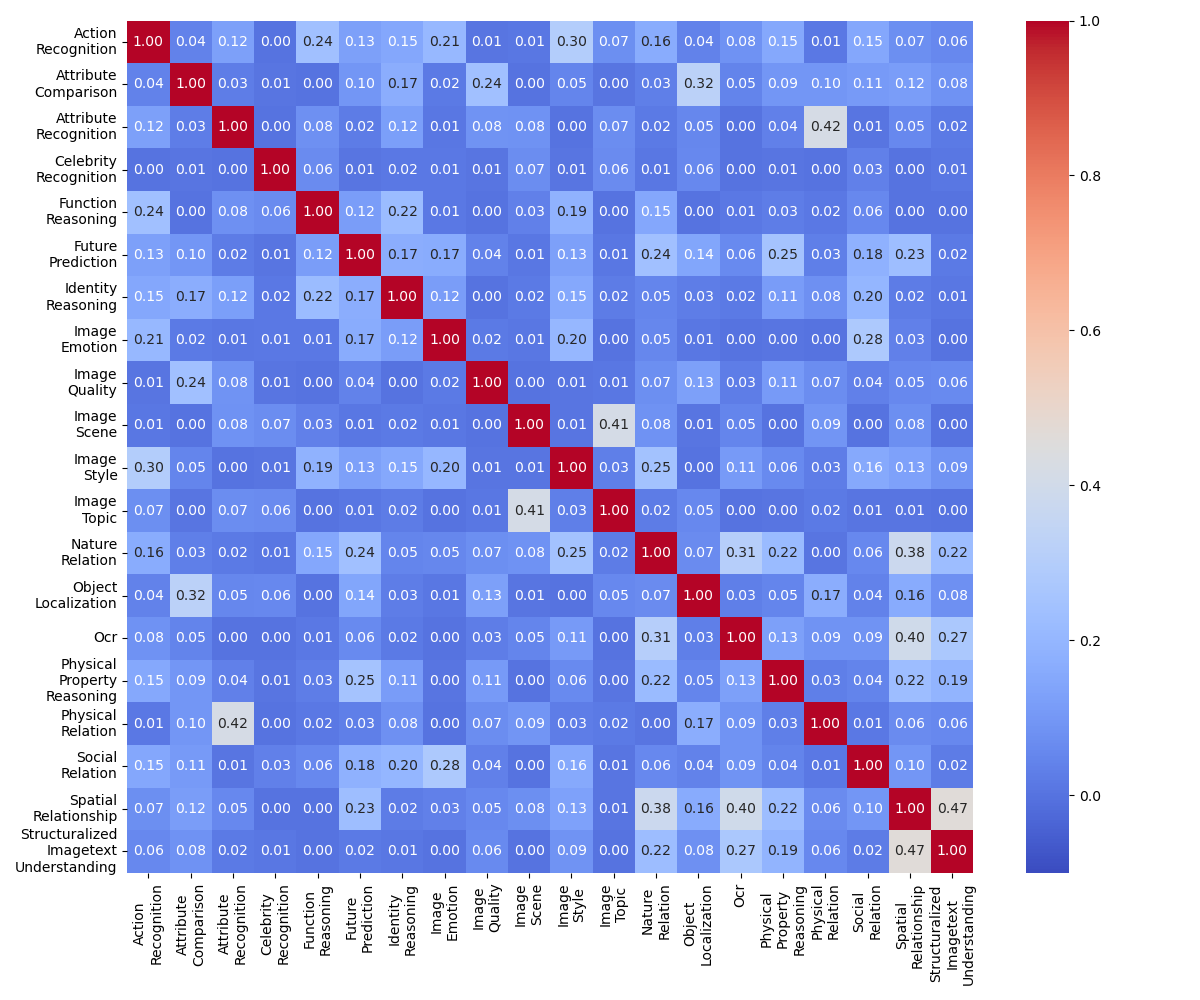 Action
Recognition
1.00 0.04 0.12 0.00 0.24 0.13 0.15 0.21 0.01 0.01 0.30 0.07 0.16 0.04 0.08 0.15 0.01 0.15 0.07 0.06
Attribute
Comparison
0.04 1.00 0.03 0.01 0.00 0.10 0.17 0.02 0.24 0.00 0.05 0.00 0.03 0.32 0.05 0.09 0.10 0.11 0.12 0.08
Attribute
Recognition
0.12 0.03 1.00 0.00 0.08 0.02 0.12 0.01 0.08 0.08 0.00 0.07 0.02 0.05 0.00 0.04 0.42 0.01 0.05 0.02
Celebrity
Recognition
0.00 0.01 0.00 1.00 0.06 0.01 0.02 0.01 0.01 0.07 0.01 0.06 0.01 0.06 0.00 0.01 0.00 0.03 0.00 0.01
Function
Reasoning
0.24 0.00 0.08 0.06 1.00 0.12 0.22 0.01 0.00 0.03 0.19 0.00 0.15 0.00 0.01 0.03 0.02 0.06 0.00 0.00
Future
Prediction
0.13 0.10 0.02 0.01 0.12 1.00 0.17 0.17 0.04 0.01 0.13 0.01 0.24 0.14 0.06 0.25 0.03 0.18 0.23 0.02
Identity
Reasoning
0.15 0.17 0.12 0.02 0.22 0.17 1.00 0.12 0.00 0.02 0.15 0.02 0.05 0.03 0.02 0.11 0.08 0.20 0.02 0.01
Image
Emotion
0.21 0.02 0.01 0.01 0.01 0.17 0.12 1.00 0.02 0.01 0.20 0.00 0.05 0.01 0.00 0.00 0.00 0.28 0.03 0.00
Image
Quality
0.01 0.24 0.08 0.01 0.00 0.04 0.00 0.02 1.00 0.00 0.01 0.01 0.07 0.13 0.03 0.11 0.07 0.04 0.05 0.06
Image
Scene
0.01 0.00 0.08 0.07 0.03 0.01 0.02 0.01 0.00 1.00 0.01 0.41 0.08 0.01 0.05 0.00 0.09 0.00 0.08 0.00
Image
Style
0.30 0.05 0.00 0.01 0.19 0.13 0.15 0.20 0.01 0.01 1.00 0.03 0.25 0.00 0.11 0.06 0.03 0.16 0.13 0.09
Image
Topic
0.07 0.00 0.07 0.06 0.00 0.01 0.02 0.00 0.01 0.41 0.03 1.00 0.02 0.05 0.00 0.00 0.02 0.01 0.01 0.00
Nature
Relation
0.16 0.03 0.02 0.01 0.15 0.24 0.05 0.05 0.07 0.08 0.25 0.02 1.00 0.07 0.31 0.22 0.00 0.06 0.38 0.22
Object
Localization
0.04 0.32 0.05 0.06 0.00 0.14 0.03 0.01 0.13 0.01 0.00 0.05 0.07 1.00 0.03 0.05 0.17 0.04 0.16 0.08
Ocr
0.08 0.05 0.00 0.00 0.01 0.06 0.02 0.00 0.03 0.05 0.11 0.00 0.31 0.03 1.00 0.13 0.09 0.09 0.40 0.27
Physical
Property
Reasoning
0.15 0.09 0.04 0.01 0.03 0.25 0.11 0.00 0.11 0.00 0.06 0.00 0.22 0.05 0.13 1.00 0.03 0.04 0.22 0.19
Physical
Relation
0.01 0.10 0.42 0.00 0.02 0.03 0.08 0.00 0.07 0.09 0.03 0.02 0.00 0.17 0.09 0.03 1.00 0.01 0.06 0.06
Social
Relation
0.15 0.11 0.01 0.03 0.06 0.18 0.20 0.28 0.04 0.00 0.16 0.01 0.06 0.04 0.09 0.04 0.01 1.00 0.10 0.02
Spatial
Relationship
0.07 0.12 0.05 0.00 0.00 0.23 0.02 0.03 0.05 0.08 0.13 0.01 0.38 0.16 0.40 0.22 0.06 0.10 1.00 0.47
Structuralized
Imagetext
Understanding
0.06 0.08 0.02 0.01 0.00 0.02 0.01 0.00 0.06 0.00 0.09 0.00 0.22 0.08 0.27 0.19 0.06 0.02 0.47 1.00
Action
Recognition
Attribute
Comparison
Attribute
Recognition
Celebrity
Recognition
Function
Reasoning
Future
Prediction
Identity
Reasoning
Image
Emotion
Image
Quality
Image
Scene
Image
Style
Image
Topic
Nature
Relation
Object
Localization
Ocr
Physical
Property
Reasoning
Physical
Relation
Social
Relation
Spatial
Relationship
Structuralized
Imagetext
Understanding
1.0
0.8
0.6
0.4
0.2
0.0